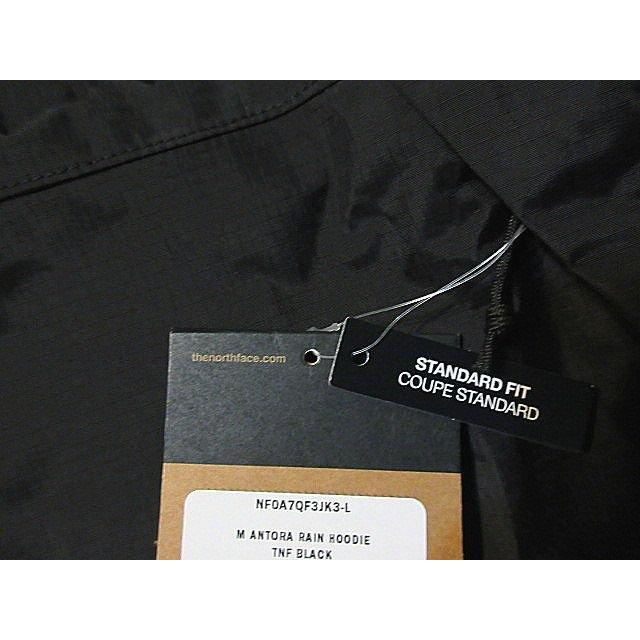 thenorthface.com
STANDARD FIT
COUPE STANDARD
NF0A7QF3JK3-L
M ANTORA RAIN HOODIE
TNF BLACK